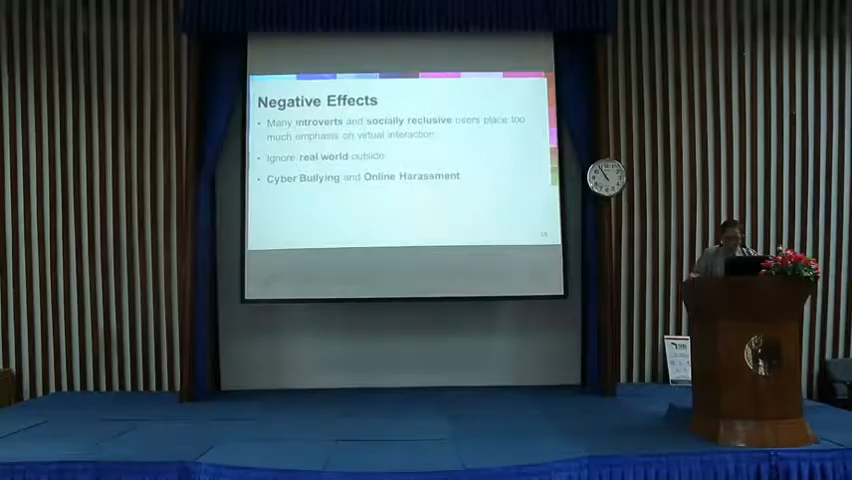 Negative Effects
• Many introverts and socially reclusive users place too
much emphasis on virtual interaction
• Ignore real world outside
• Cyber Bullying and Online Harassment